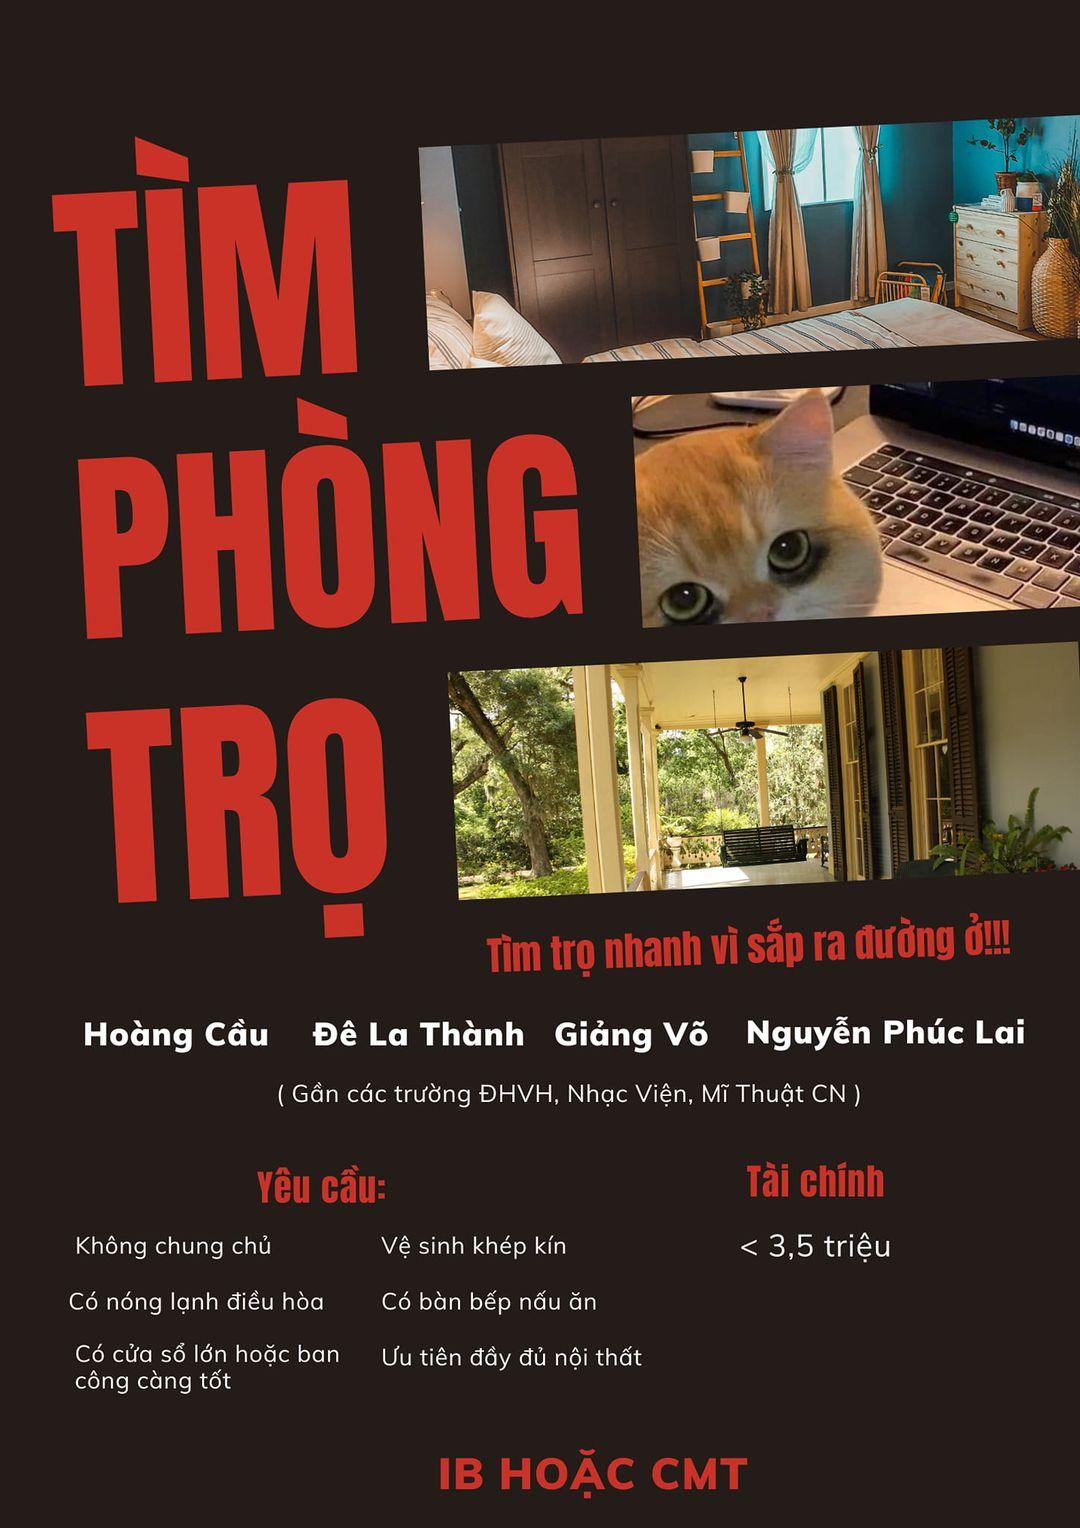 TÌM
PHÒNG
TRỌ
Tìm trọ nhanh vì sắp ra đường ở!!!
Hoàng Cầu Đê La Thành Giảng Võ Nguyễn Phúc Lai
( Gần các trường ĐHVH, Nhạc Viện, Mĩ Thuật CN )
Yêu cầu:
Không chung chủ
Có nóng lạnh điều hòa
Có cửa sổ lớn hoặc ban
công càng tốt
Vệ sinh khép kín
Có bàn bếp nấu ăn
Ưu tiên đầy đủ nội thất
Tài chính
< 3,5 triệu
IB HOẶC CMT